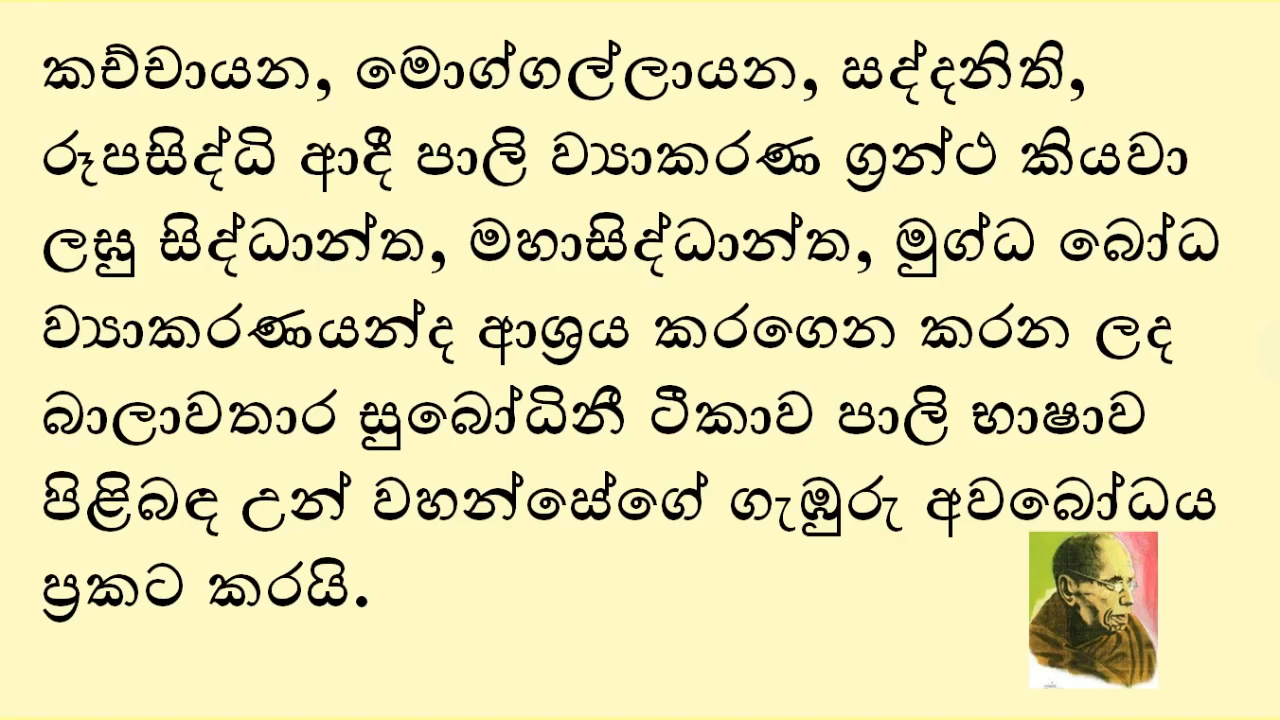 කච්චායන, මොග්ගල්ලායන, සද්දනිති,
රූපසිද්ධි ආදී පාලි ව්‍යාකරණ ග්‍රන්ථ කියවා
ලඝු සිද්ධාන්ත, මහාසිද්ධාන්ත, මුග්ධ බෝධ
ව්‍යාකරණයන්ද ආශ්‍රය කරගෙන කරන ලද
බාලාවතාර සුබෝධිනී ටීකාව පාලි භාෂාව
පිළිබඳ උන් වහන්සේගේ ගැඹුරු අවබෝධය
ප්‍රකට කරයි.